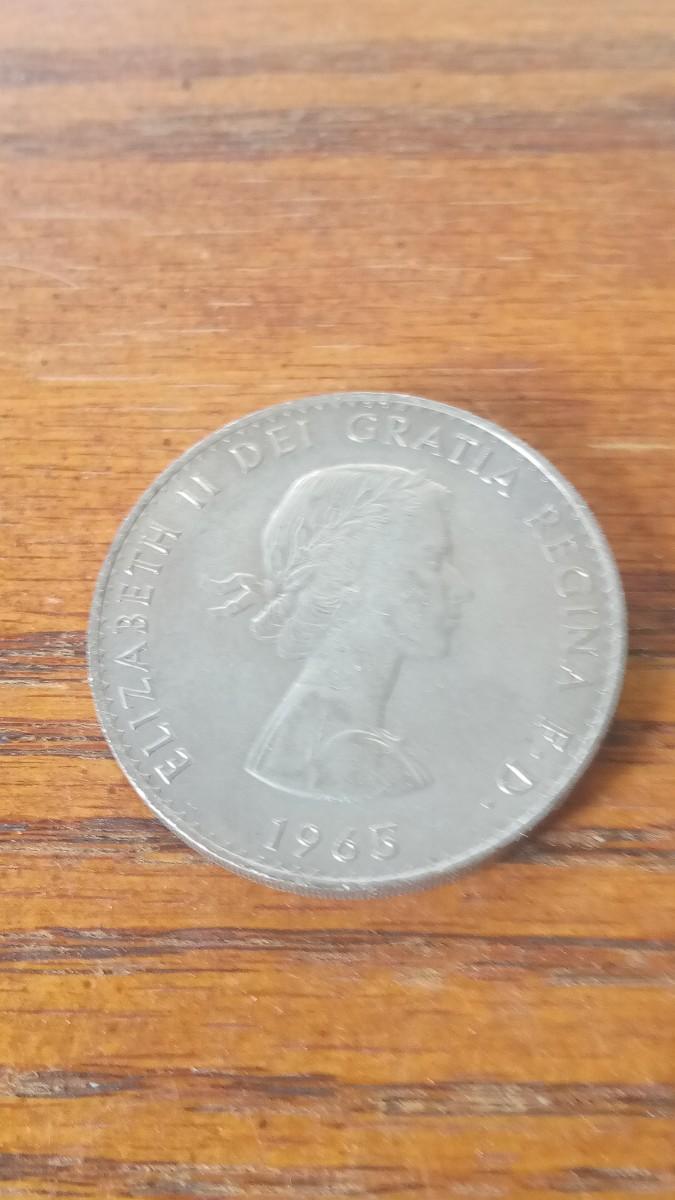 ELIZABETH II DEI GRATIA REGINA F·D·
1965